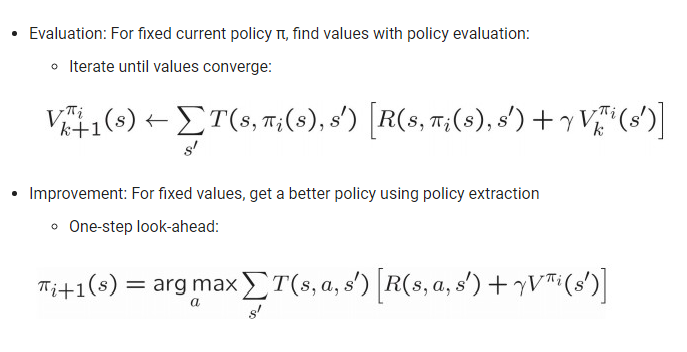 • Evaluation: For fixed current policy π, find values with policy evaluation:
○ Iterate until values converge:
$V_{k+1}^{\pi_i}(s) \leftarrow \sum_{s'} T(s, \pi_i(s), s') \left[ R(s, \pi_i(s), s') + \gamma V_k^{\pi_i}(s') \right]$
• Improvement: For fixed values, get a better policy using policy extraction
○ One-step look-ahead:
$\pi_{i+1}(s) = \arg\max_a \sum_{s'} T(s, a, s') \left[ R(s, a, s') + \gamma V^{\pi_i}(s') \right]$